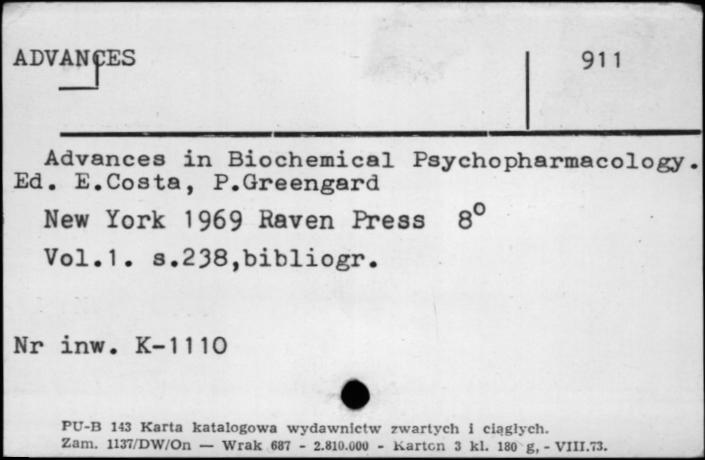 ADVANCES 911
Advances in Biochemical Psychopharmacology.
Ed. E.Costa, P.Greengard
New York 1969 Raven Press 8⁰
Vol.1. s.238,bibliogr.
Nr inw. K-1110
PU-B 143 Karta katalogowa wydawnictw zwartych i ciągłych.
Zam. 1137/DW/On — Wrak 687 - 2.810.000 - Karton 3 kl. 180 g, - VIII.73.